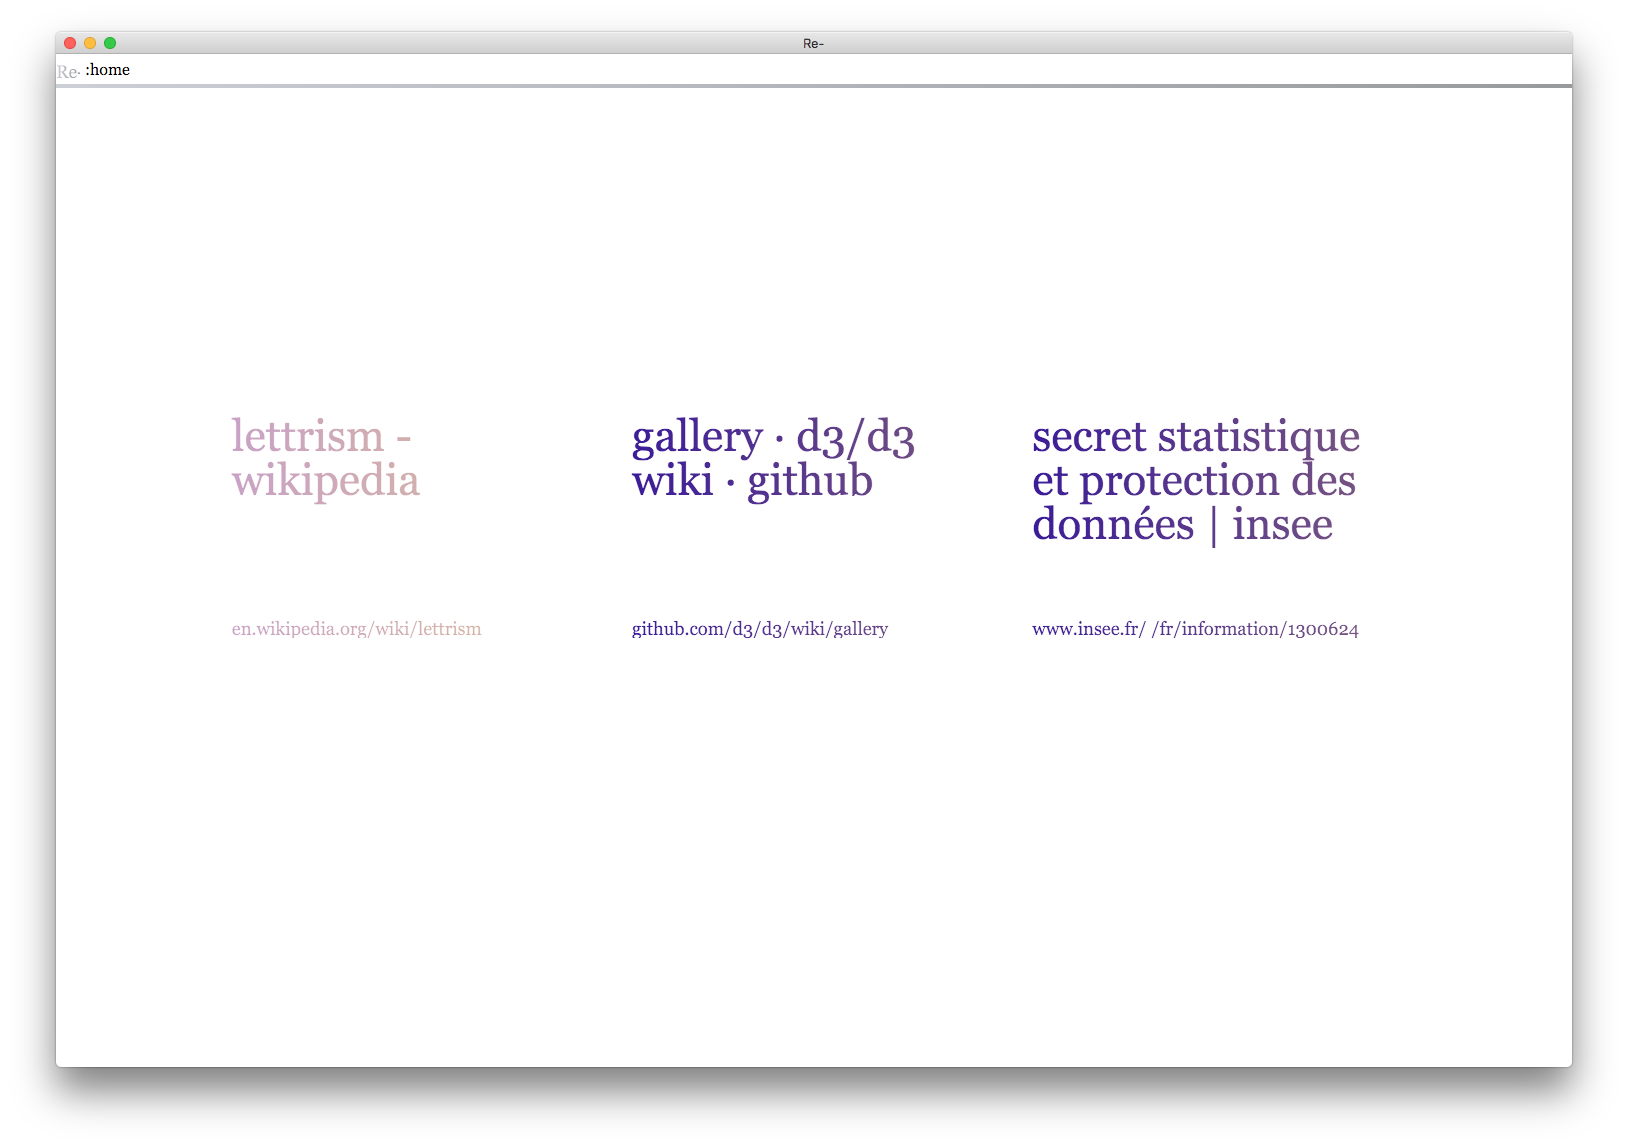 Re-
Re- :home
lettrism -
wikipedia
gallery · d3/d3
wiki · github
secret statistique
et protection des
données | insee
en.wikipedia.org/wiki/lettrism
github.com/d3/d3/wiki/gallery
www.insee.fr/ /fr/information/1300624